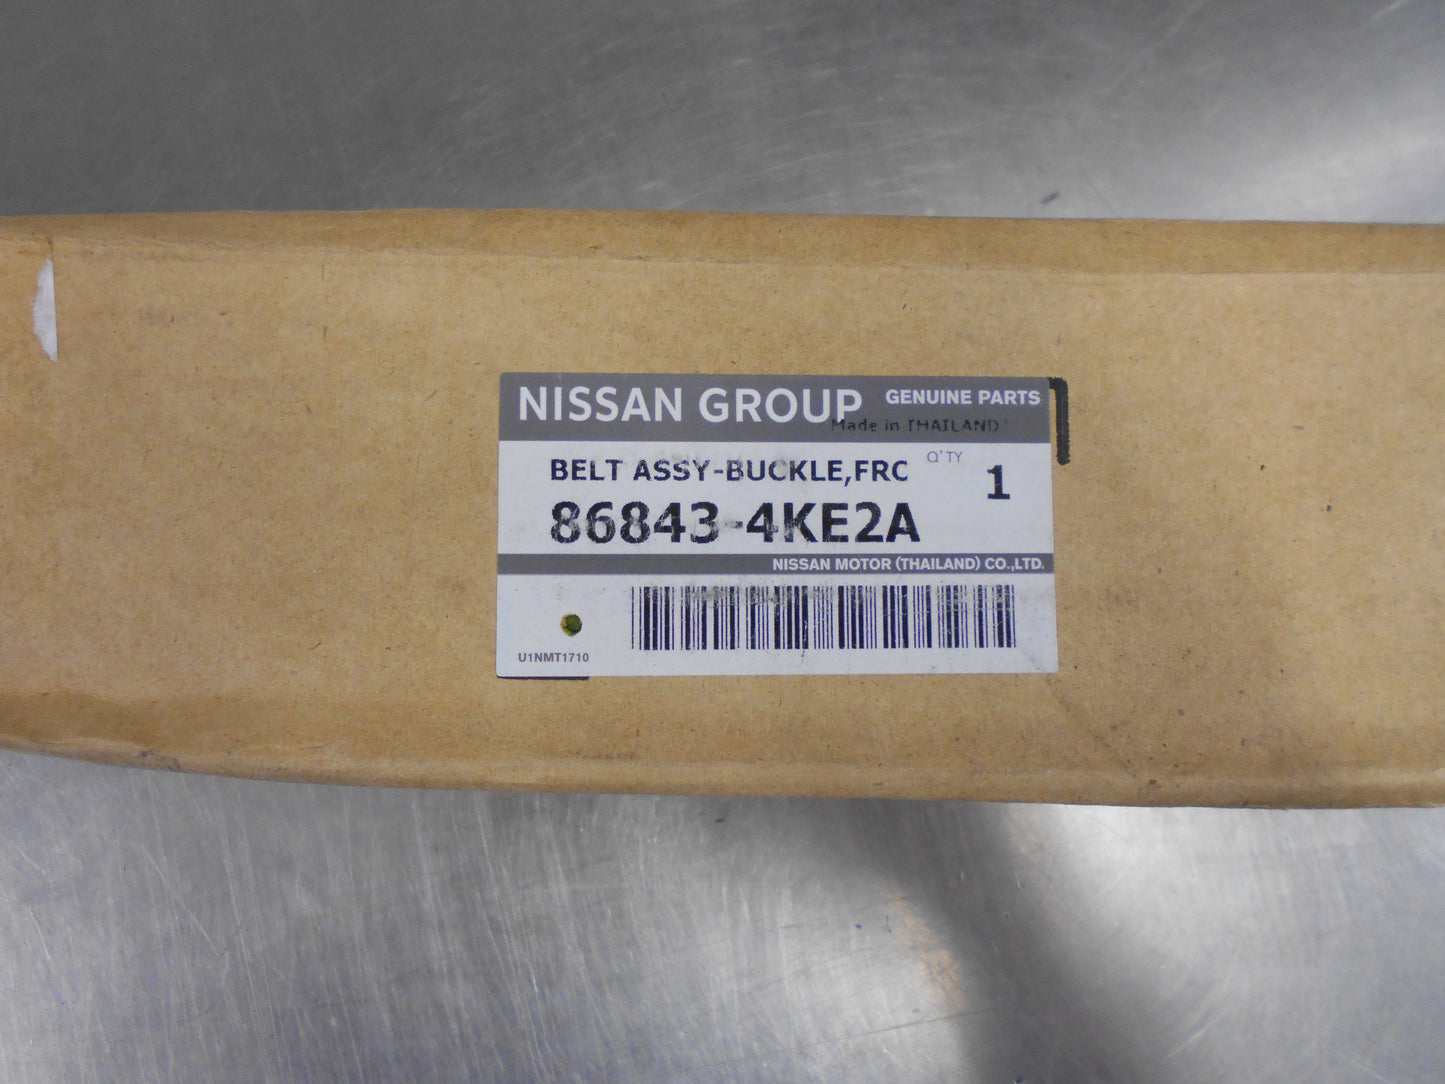 NISSAN GROUP GENUINE PARTS
Made in THAILAND
BELT ASSY-BUCKLE,FRC Q'TY 1
86843-4KE2A
NISSAN MOTOR (THAILAND) CO.,LTD.
U1NMT1710